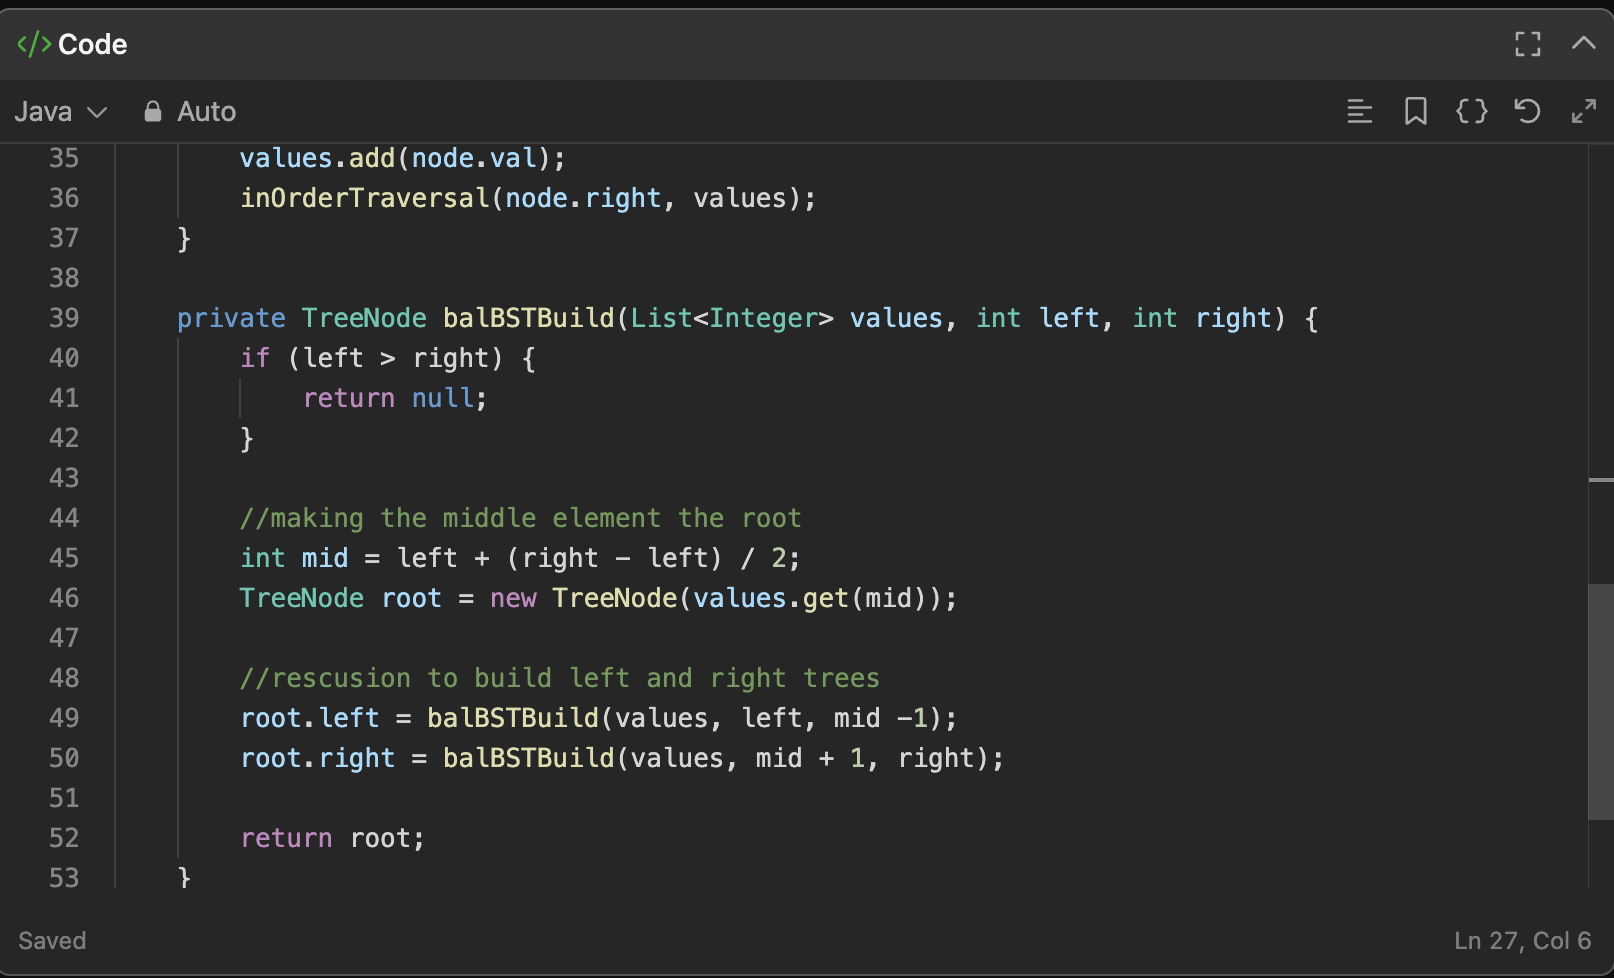 </> Code
Java Auto {}
35 values.add(node.val);
36 inOrderTraversal(node.right, values);
37 }
38
39 private TreeNode balBSTBuild(List<Integer> values, int left, int right) {
40 if (left > right) {
41 return null;
42 }
43
44 //making the middle element the root
45 int mid = left + (right - left) / 2;
46 TreeNode root = new TreeNode(values.get(mid));
47
48 //rescusion to build left and right trees
49 root.left = balBSTBuild(values, left, mid -1);
50 root.right = balBSTBuild(values, mid + 1, right);
51
52 return root;
53 }
Saved Ln 27, Col 6